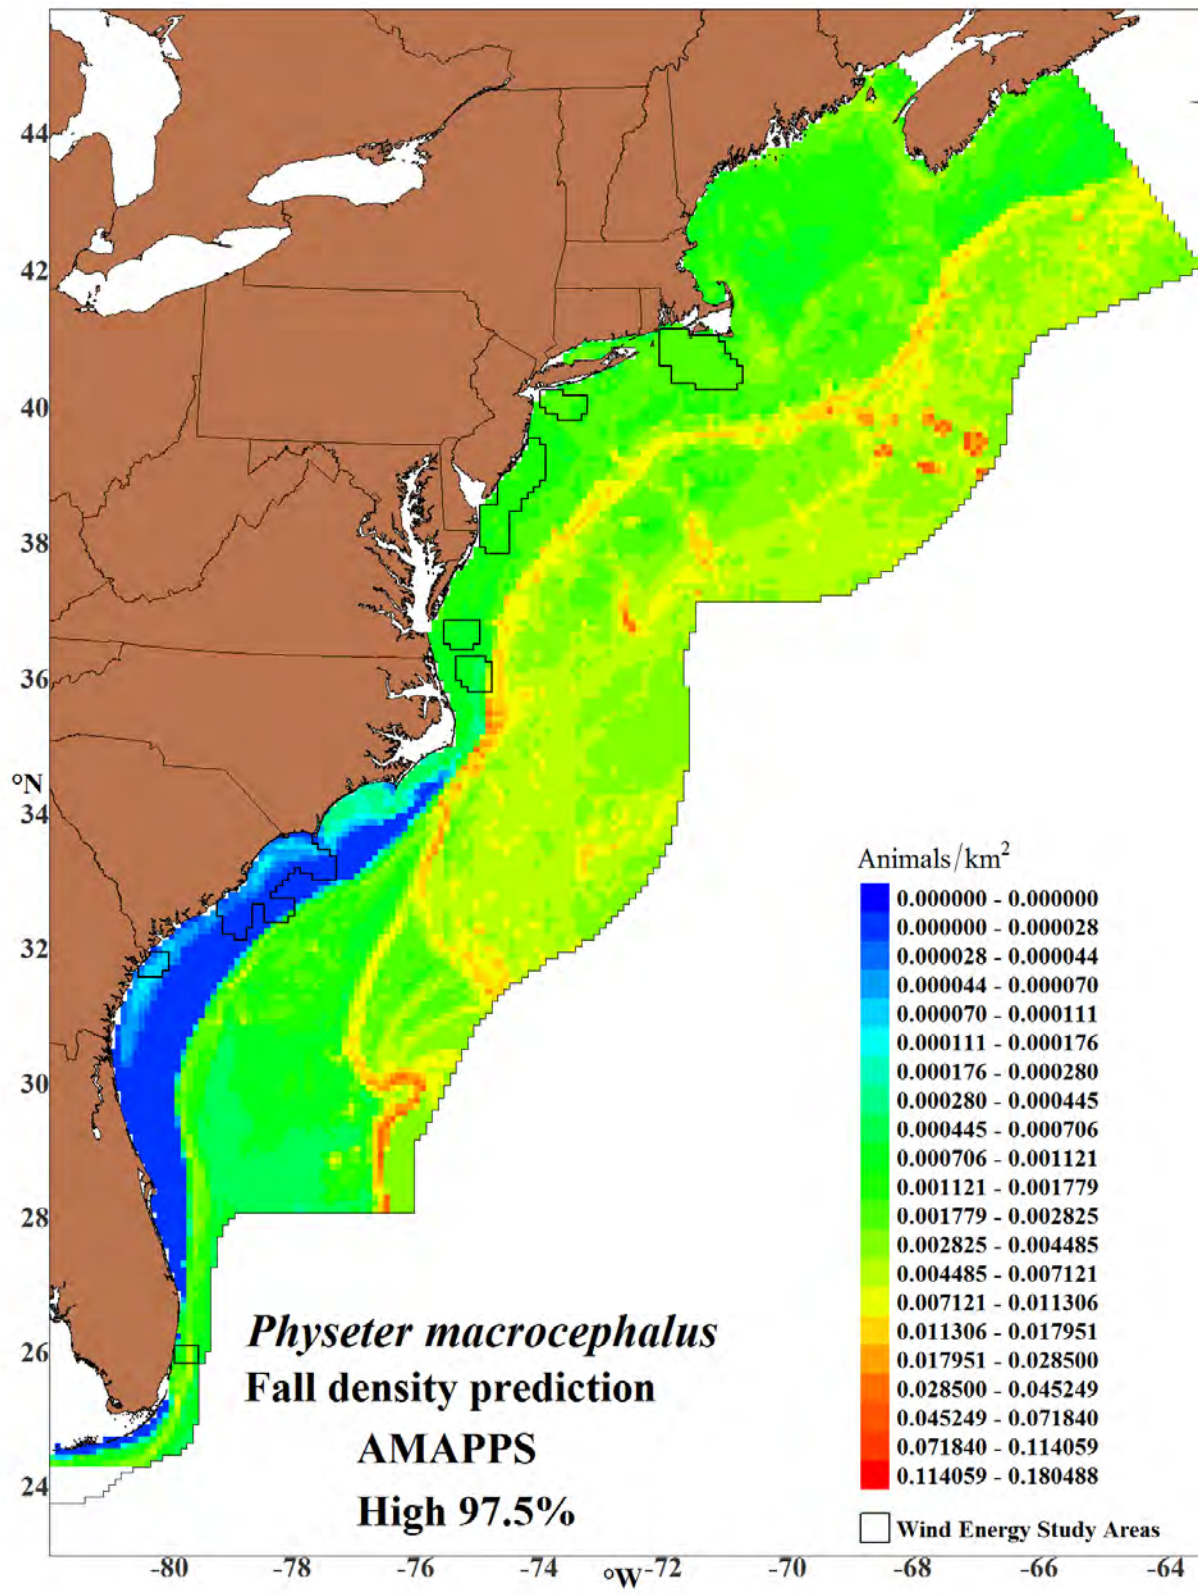 44
42
40
38
36
°N
34
32
30
28
26
24
Animals/km²
0.000000 - 0.000000
0.000000 - 0.000028
0.000028 - 0.000044
0.000044 - 0.000070
0.000070 - 0.000111
0.000111 - 0.000176
0.000176 - 0.000280
0.000280 - 0.000445
0.000445 - 0.000706
0.000706 - 0.001121
0.001121 - 0.001779
0.001779 - 0.002825
0.002825 - 0.004485
0.004485 - 0.007121
0.007121 - 0.011306
0.011306 - 0.017951
0.017951 - 0.028500
0.028500 - 0.045249
0.045249 - 0.071840
0.071840 - 0.114059
0.114059 - 0.180488
Wind Energy Study Areas
Physeter macrocephalus
Fall density prediction
AMAPPS
High 97.5%
-80 -78 -76 -74 °W -72 -70 -68 -66 -64